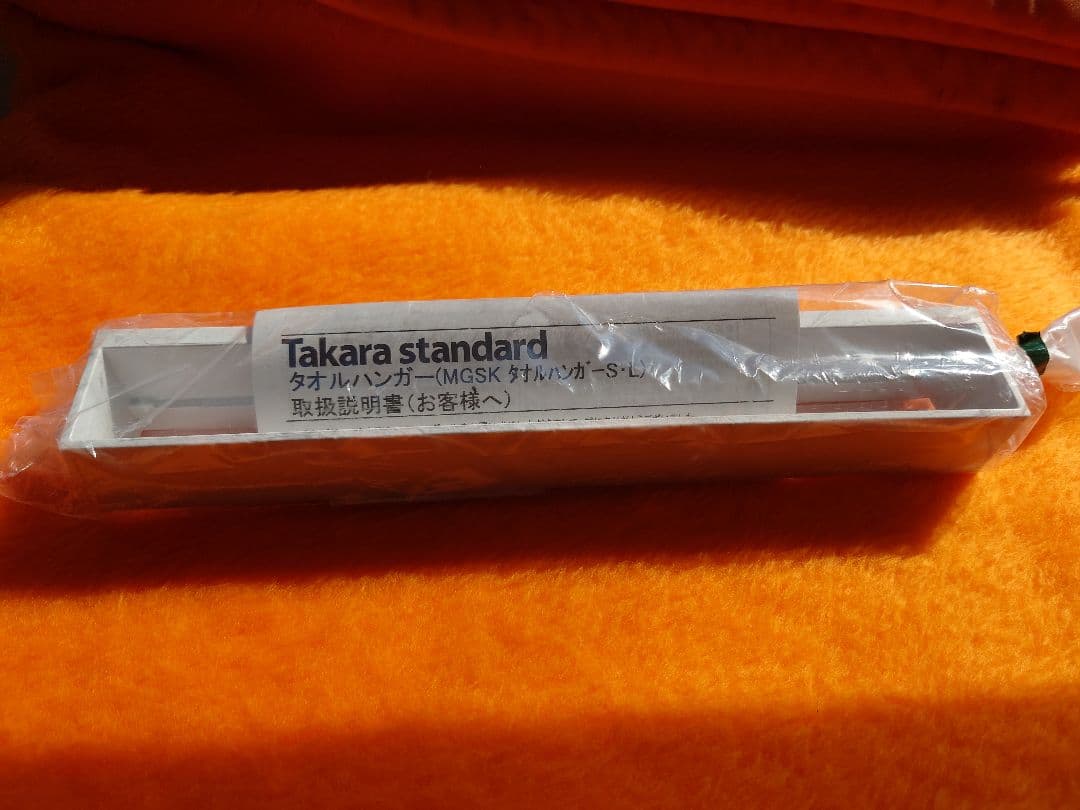 Takara standard
タオルハンガー(MGSK ﾀｵﾙﾊﾝｶﾞｰS･L)
取扱説明書(お客様へ)